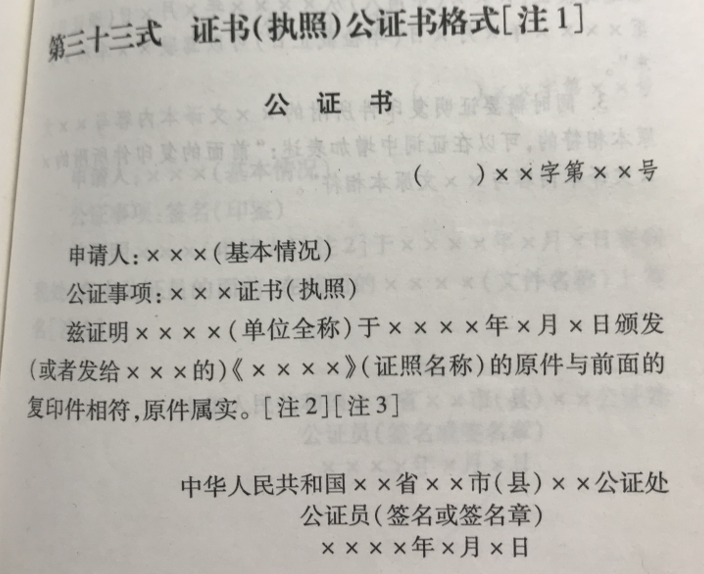 第三十三式 证书(执照)公证书格式[注1]
公 证 书
( )××字第××号
申请人:×××(基本情况)
公证事项:×××证书(执照)
兹证明××××(单位全称)于××××年×月×日颁发
(或者发给×××的)《××××》(证照名称)的原件与前面的
复印件相符,原件属实。[注2][注3]
中华人民共和国××省××市(县)××公证处
公证员(签名或签名章)
××××年×月×日